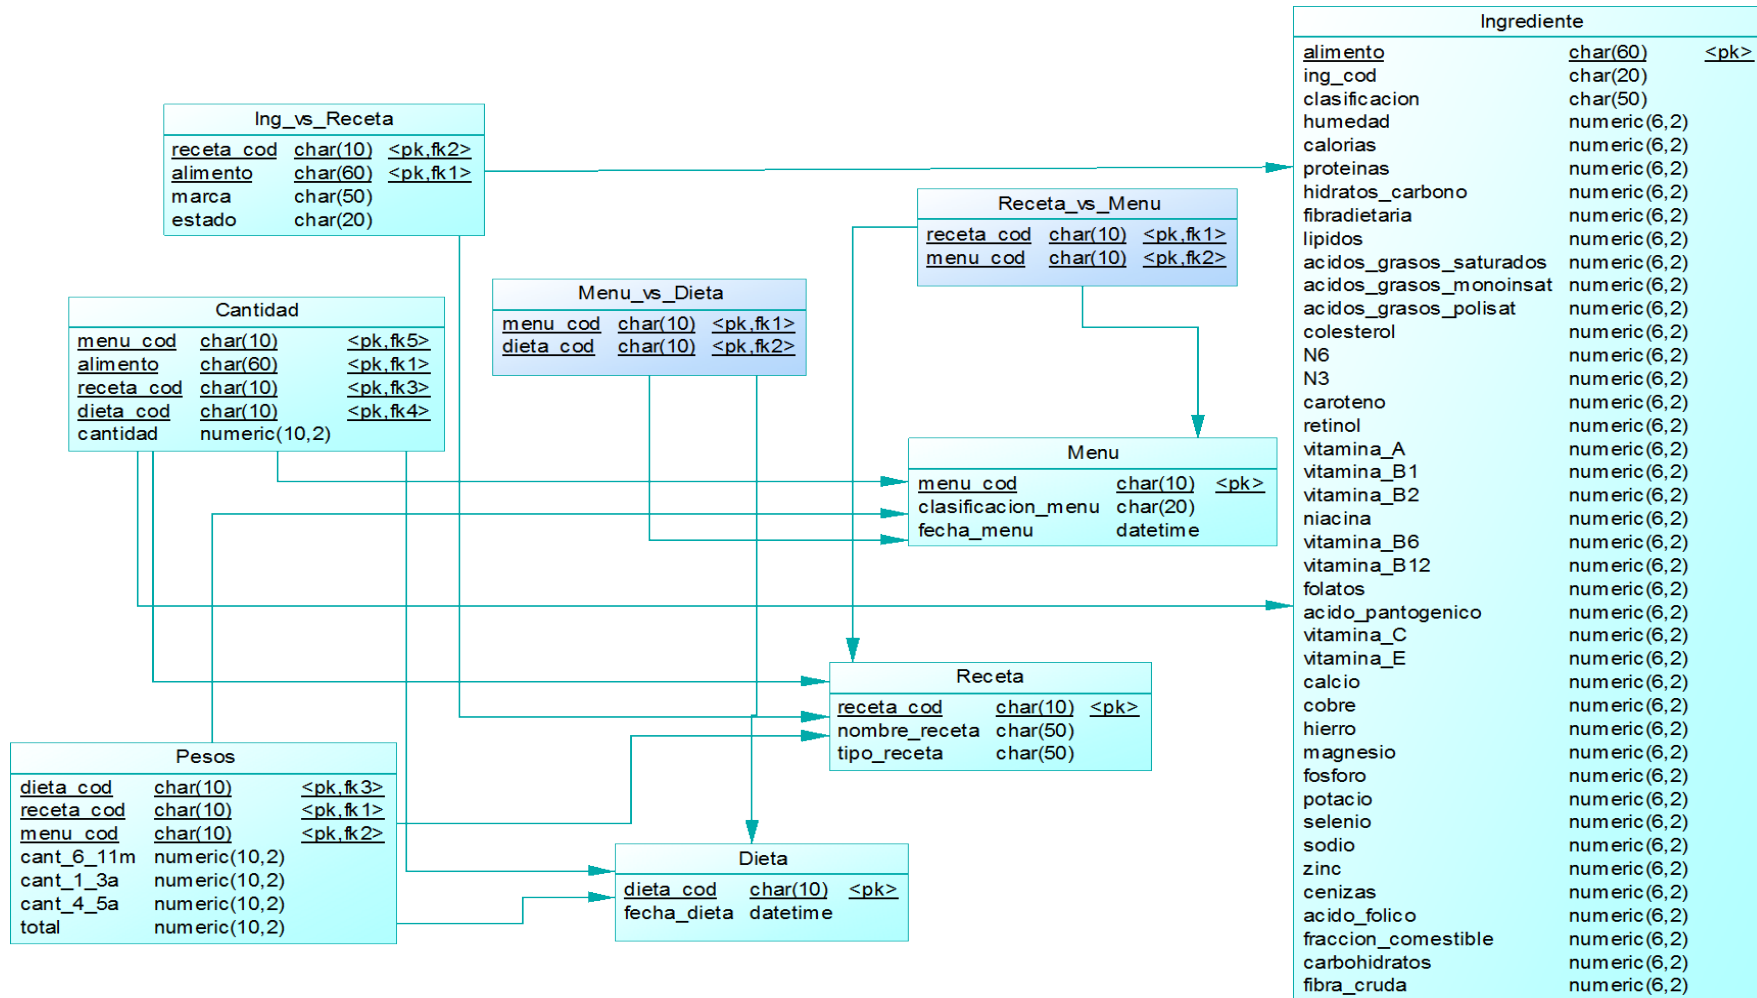 Ing_vs_Receta
receta_cod char(10) <pk,fk2>
alimento char(60) <pk,fk1>
marca char(50)
estado char(20)
Cantidad
menu_cod char(10) <pk,fk5>
alimento char(60) <pk,fk1>
receta_cod char(10) <pk,fk3>
dieta_cod char(10) <pk,fk4>
cantidad numeric(10,2)
Menu_vs_Dieta
menu_cod char(10) <pk,fk1>
dieta_cod char(10) <pk,fk2>
Receta_vs_Menu
receta_cod char(10) <pk,fk1>
menu_cod char(10) <pk,fk2>
Menu
menu_cod char(10) <pk>
clasificacion_menu char(20)
fecha_menu datetime
Receta
receta_cod char(10) <pk>
nombre_receta char(50)
tipo_receta char(50)
Pesos
dieta_cod char(10) <pk,fk3>
receta_cod char(10) <pk,fk1>
menu_cod char(10) <pk,fk2>
cant_6_11m numeric(10,2)
cant_1_3a numeric(10,2)
cant_4_5a numeric(10,2)
total numeric(10,2)
Dieta
dieta_cod char(10) <pk>
fecha_dieta datetime
Ingrediente
alimento char(60) <pk>
ing_cod char(20)
clasificacion char(50)
humedad numeric(6,2)
calorias numeric(6,2)
proteinas numeric(6,2)
hidratos_carbono numeric(6,2)
fibradietaria numeric(6,2)
lipidos numeric(6,2)
acidos_grasos_saturados numeric(6,2)
acidos_grasos_monoinsat numeric(6,2)
acidos_grasos_polisat numeric(6,2)
colesterol numeric(6,2)
N6 numeric(6,2)
N3 numeric(6,2)
caroteno numeric(6,2)
retinol numeric(6,2)
vitamina_A numeric(6,2)
vitamina_B1 numeric(6,2)
vitamina_B2 numeric(6,2)
niacina numeric(6,2)
vitamina_B6 numeric(6,2)
vitamina_B12 numeric(6,2)
folatos numeric(6,2)
acido_pantogenico numeric(6,2)
vitamina_C numeric(6,2)
vitamina_E numeric(6,2)
calcio numeric(6,2)
cobre numeric(6,2)
hierro numeric(6,2)
magnesio numeric(6,2)
fosforo numeric(6,2)
potacio numeric(6,2)
selenio numeric(6,2)
sodio numeric(6,2)
zinc numeric(6,2)
cenizas numeric(6,2)
acido_folico numeric(6,2)
fraccion_comestible numeric(6,2)
carbohidratos numeric(6,2)
fibra_cruda numeric(6,2)